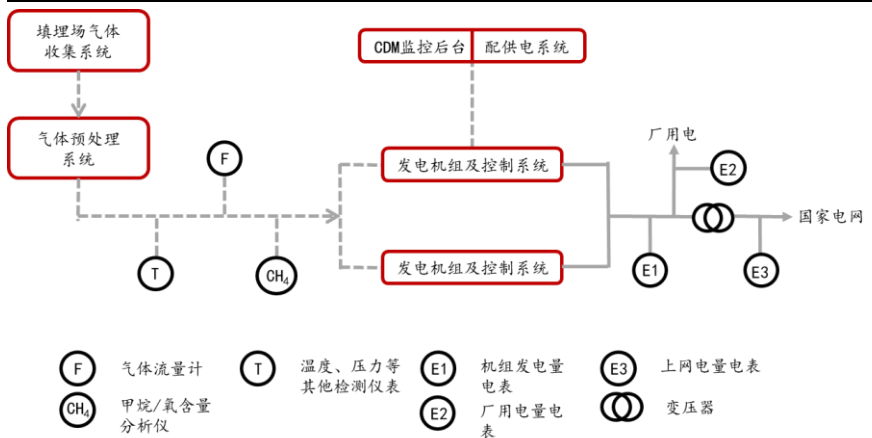 填埋场气体
收集系统
CDM监控后台
配供电系统
气体预处理
系统
F
厂用电
E2
发电机组及控制系统
国家电网
T
CH₄
发电机组及控制系统
E1
E3
F
气体流量计
T
温度、压力等
其他检测仪表
E1
机组发电量
电表
E3
上网电量电表
CH₄
甲烷/氧含量
分析仪
E2
厂用电量电
表
变压器